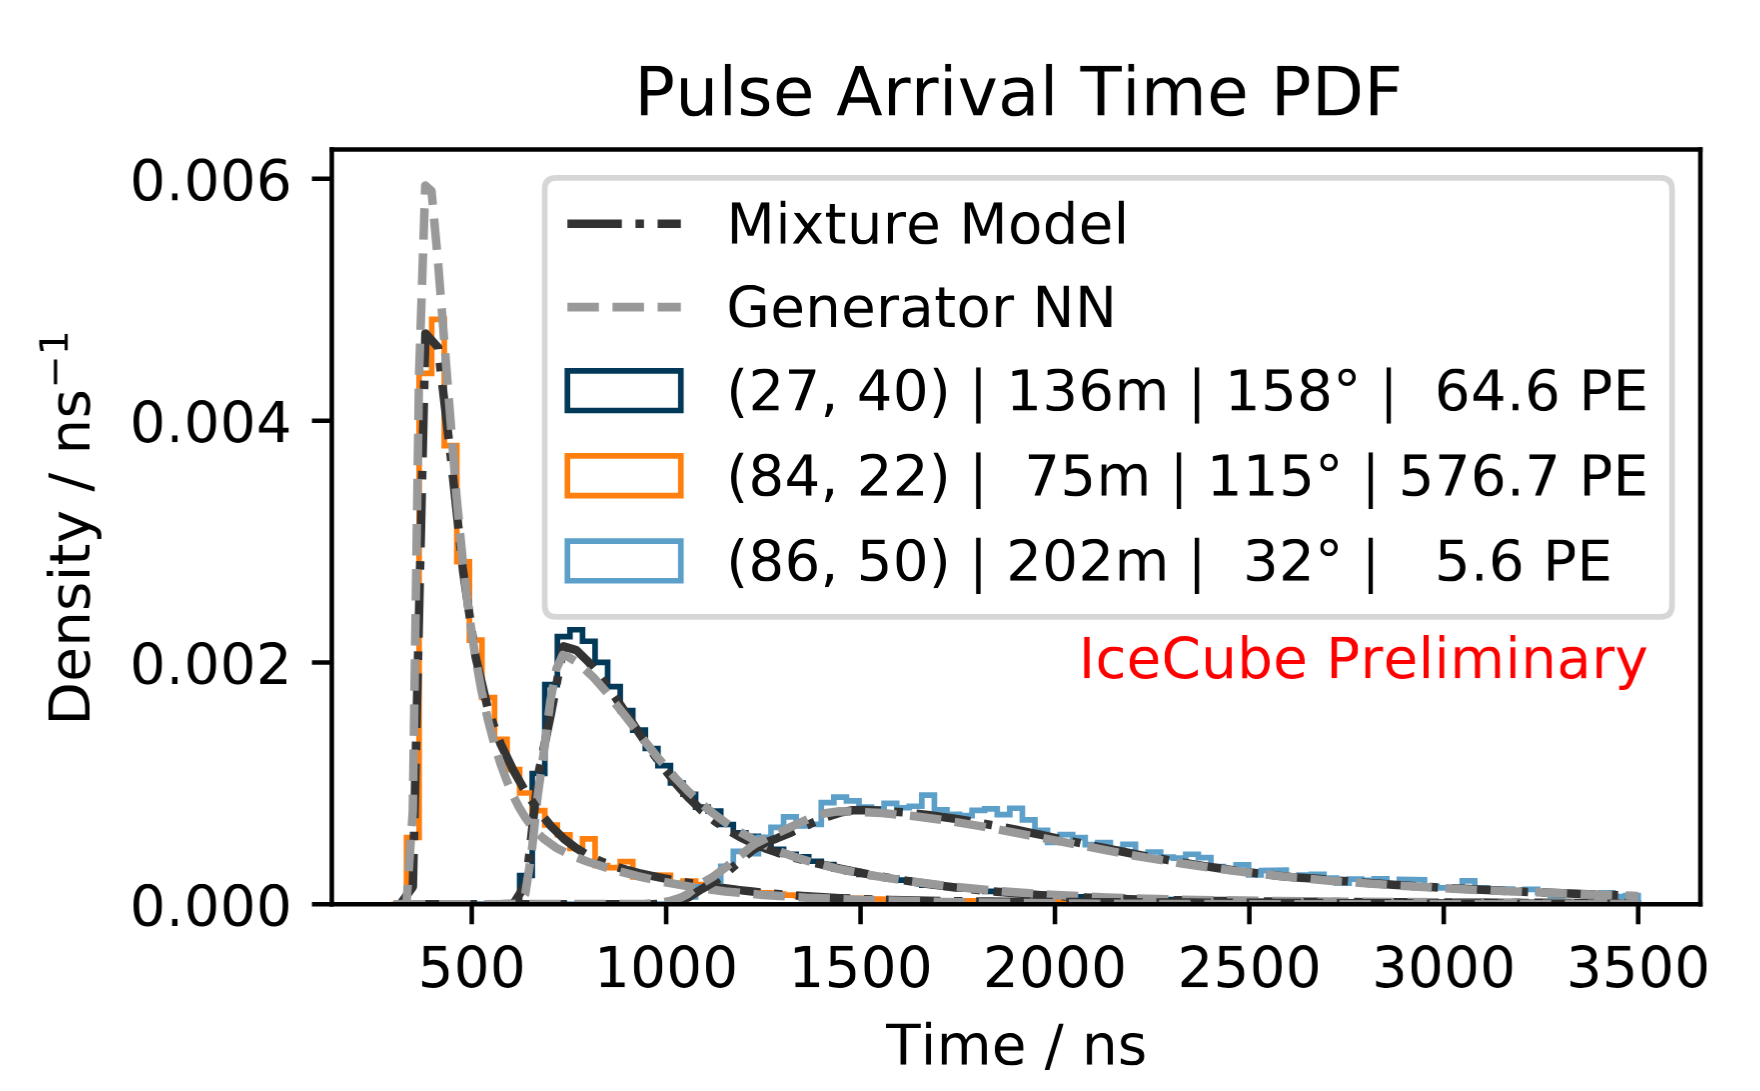 Pulse Arrival Time PDF
0.006
0.004
0.002
0.000
Density / ns⁻¹
Mixture Model
Generator NN
(27, 40) | 136m | 158° | 64.6 PE
(84, 22) | 75m | 115° | 576.7 PE
(86, 50) | 202m | 32° | 5.6 PE
IceCube Preliminary
500 1000 1500 2000 2500 3000 3500
Time / ns